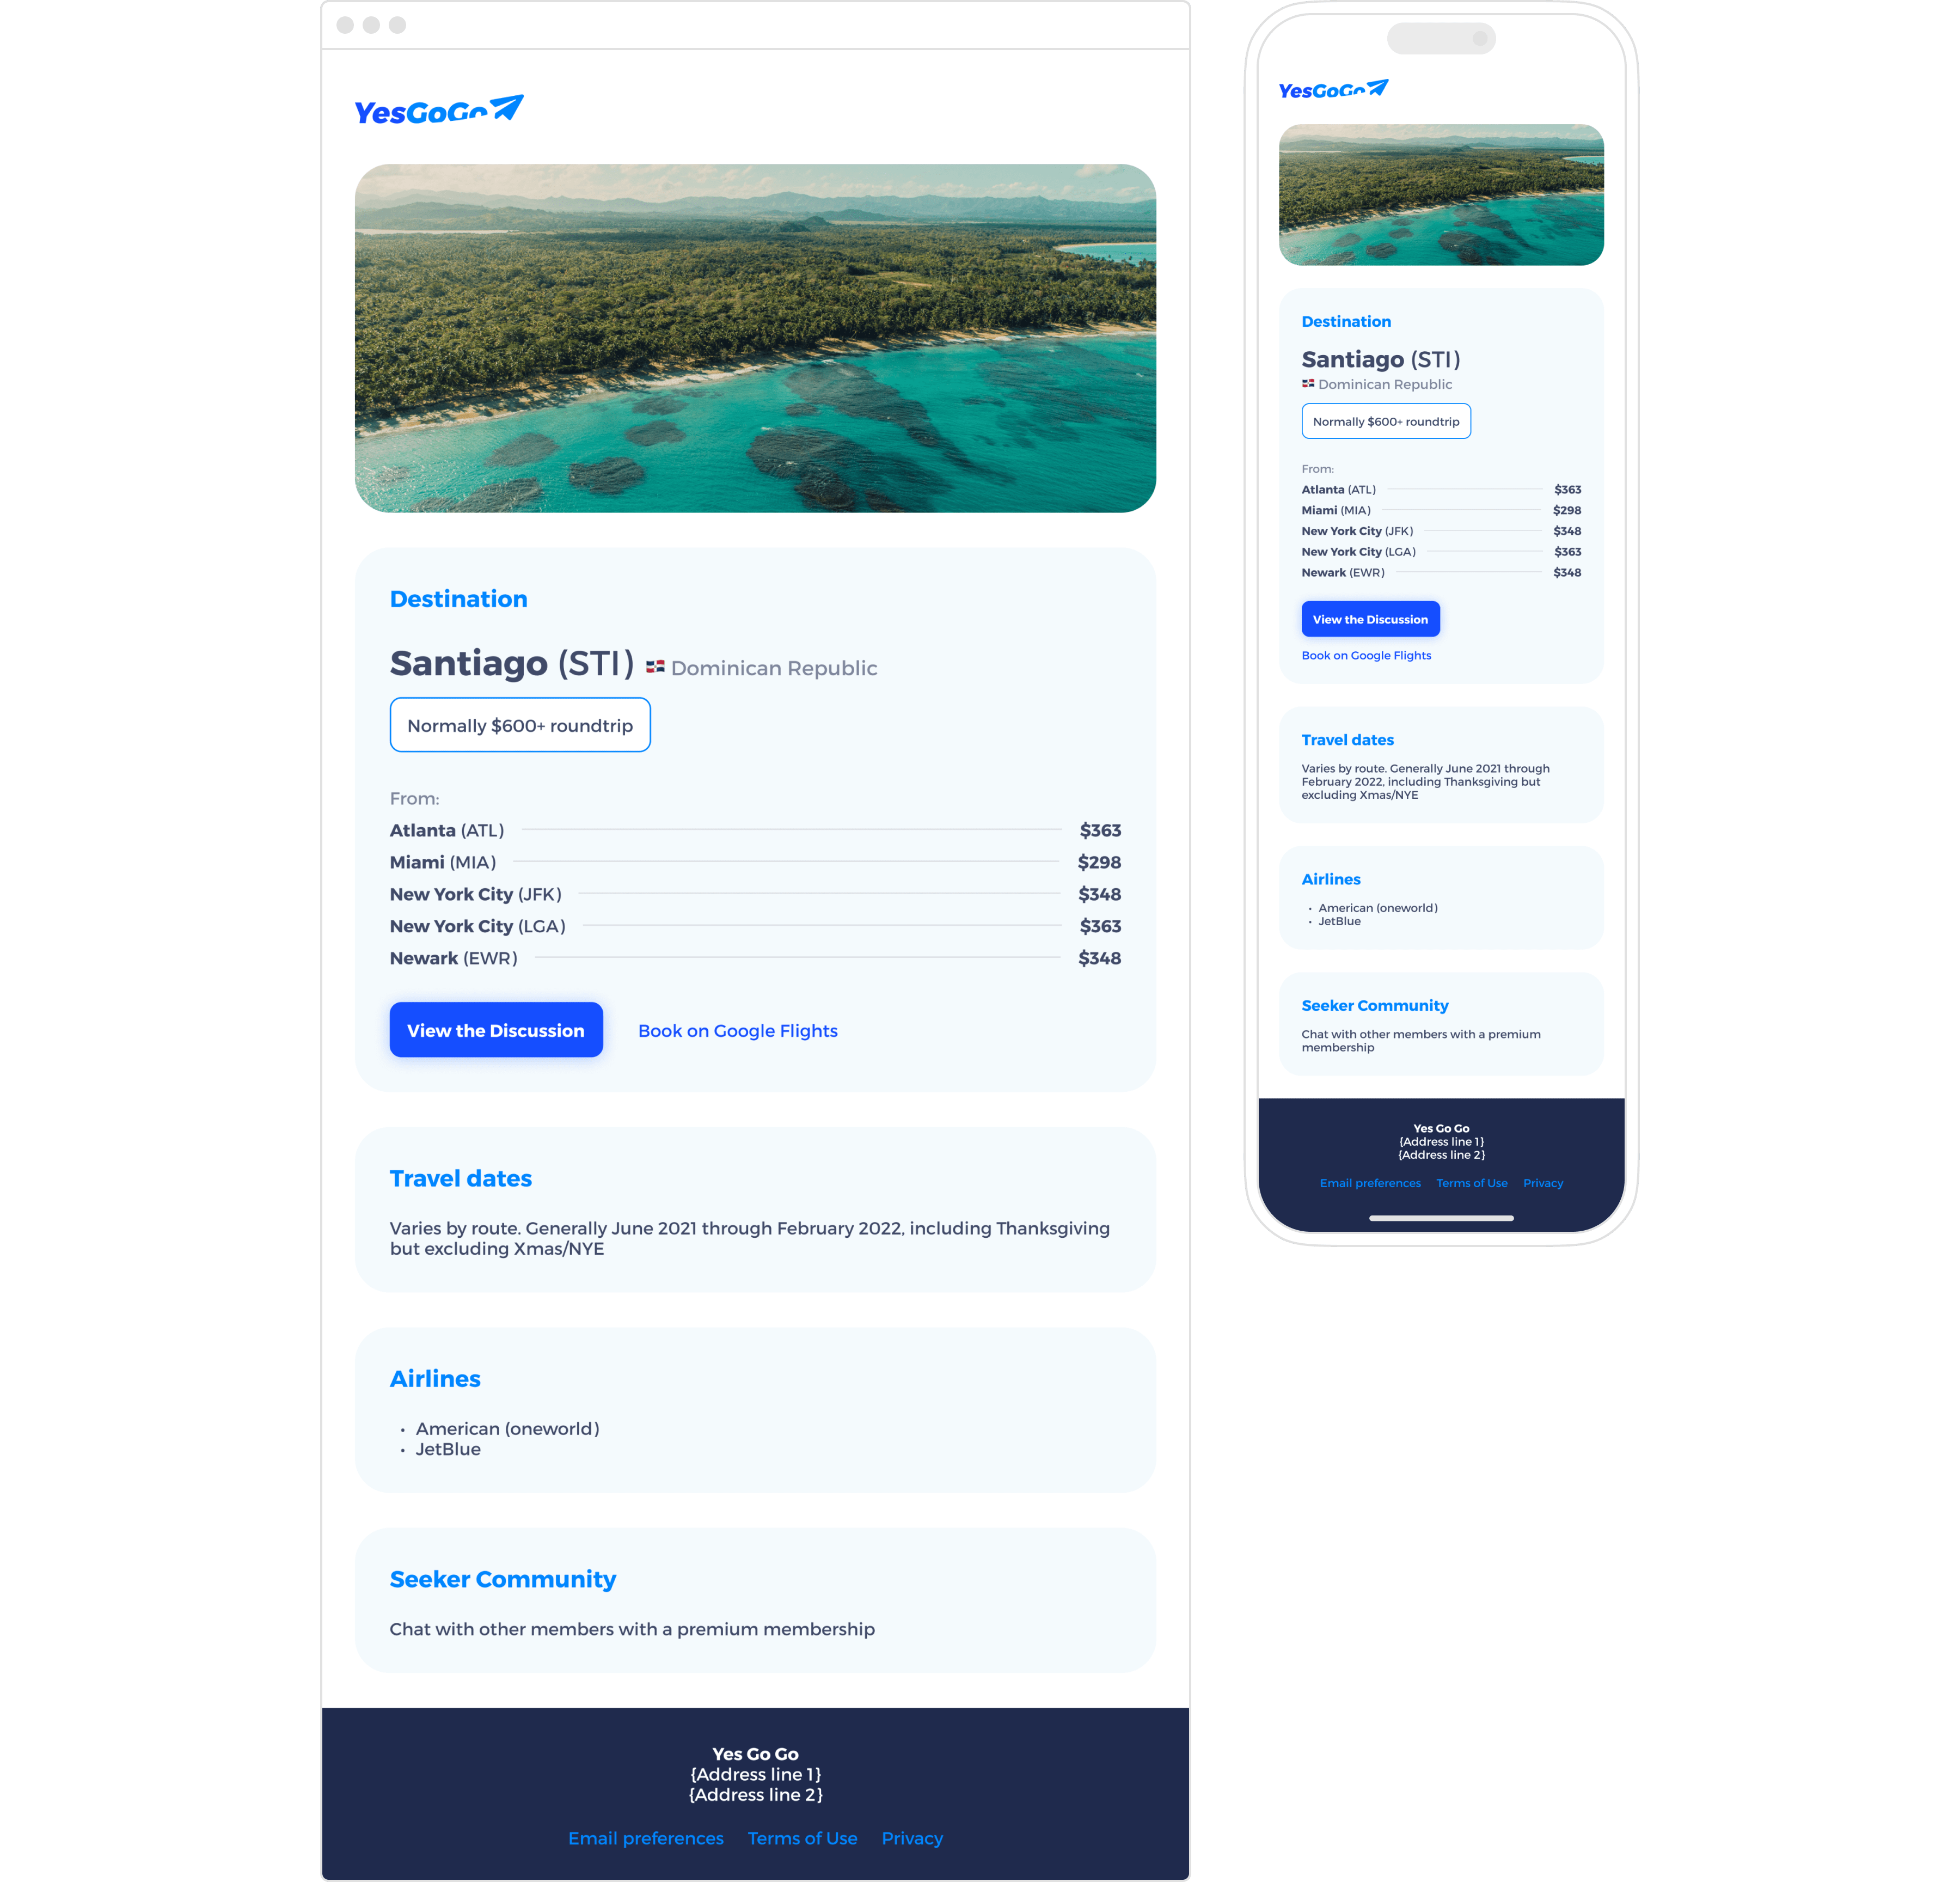 YesGoGo
Destination
Santiago (STI) 🇩🇴 Dominican Republic
Normally $600+ roundtrip
From:
Atlanta (ATL) $363
Miami (MIA) $298
New York City (JFK) $348
New York City (LGA) $363
Newark (EWR) $348
View the Discussion Book on Google Flights
Travel dates
Varies by route. Generally June 2021 through February 2022, including Thanksgiving
but excluding Xmas/NYE
Airlines
• American (oneworld)
• JetBlue
Seeker Community
Chat with other members with a premium membership
Yes Go Go
{Address line 1}
{Address line 2}
Email preferences Terms of Use Privacy
YesGoGo
Destination
Santiago (STI)
🇩🇴 Dominican Republic
Normally $600+ roundtrip
From:
Atlanta (ATL) $363
Miami (MIA) $298
New York City (JFK) $348
New York City (LGA) $363
Newark (EWR) $348
View the Discussion
Book on Google Flights
Travel dates
Varies by route. Generally June 2021 through
February 2022, including Thanksgiving but
excluding Xmas/NYE
Airlines
• American (oneworld)
• JetBlue
Seeker Community
Chat with other members with a premium
membership
Yes Go Go
{Address line 1}
{Address line 2}
Email preferences Terms of Use Privacy